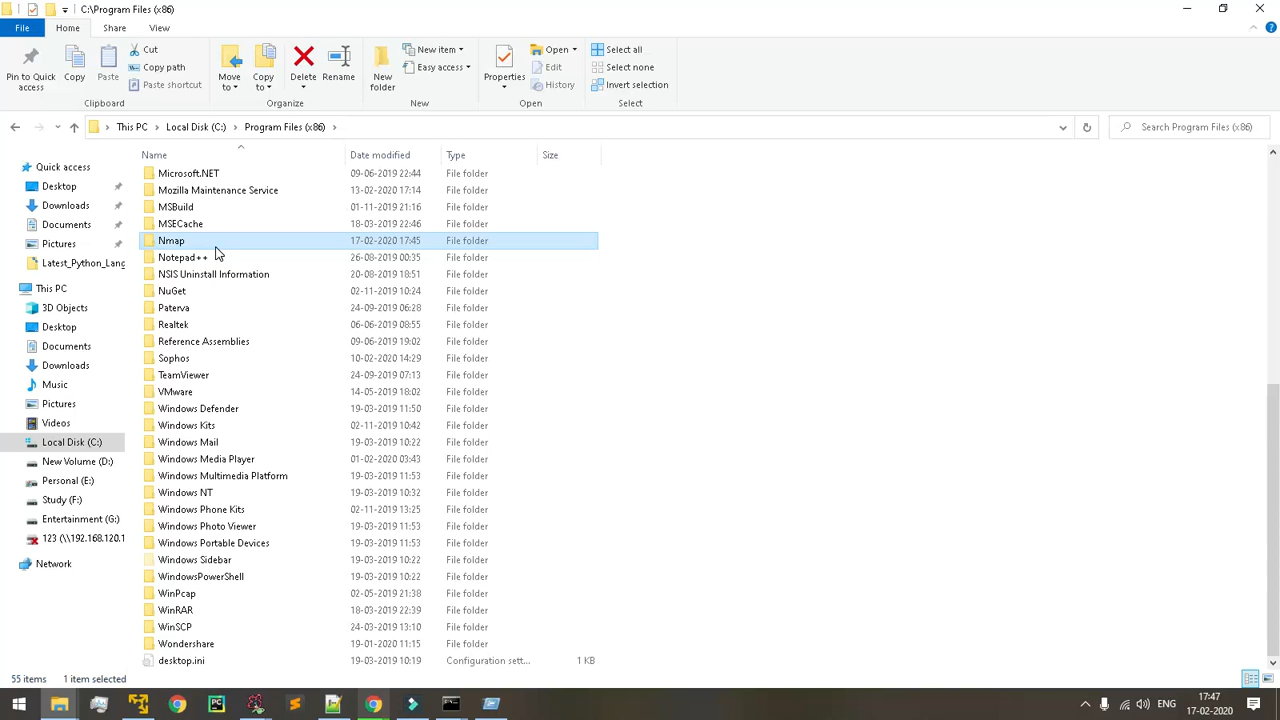 C:\Program Files (x86)
File Home Share View
Pin to Quick access
Copy
Paste
Cut
Copy path
Paste shortcut
Move to
Copy to
Delete
Rename
New folder
New item
Easy access
Properties
Open
Edit
History
Select all
Select none
Invert selection
Clipboard Organize New Open Select
This PC Local Disk (C:) Program Files (x86)
Search Program Files (x86)
Quick access
Desktop
Downloads
Documents
Pictures
Latest_Python_Lang
This PC
3D Objects
Desktop
Documents
Downloads
Music
Pictures
Videos
Local Disk (C:)
New Volume (D:)
Personal (E:)
Study (F:)
Entertainment (G:)
123 (\\192.168.120.1
Network
Name Date modified Type Size
Microsoft.NET 09-06-2019 22:44 File folder
Mozilla Maintenance Service 13-02-2020 17:14 File folder
MSBuild 01-11-2019 21:16 File folder
MSECache 18-03-2019 22:46 File folder
Nmap 17-02-2020 17:45 File folder
Notepad++ 26-08-2019 00:35 File folder
NSIS Uninstall Information 20-08-2019 18:51 File folder
NuGet 02-11-2019 10:24 File folder
Paterva 24-09-2019 06:28 File folder
Realtek 06-06-2019 08:55 File folder
Reference Assemblies 09-06-2019 19:02 File folder
Sophos 10-02-2020 14:29 File folder
TeamViewer 24-09-2019 07:13 File folder
VMware 14-05-2019 18:02 File folder
Windows Defender 19-03-2019 11:50 File folder
Windows Kits 02-11-2019 10:42 File folder
Windows Mail 19-03-2019 10:22 File folder
Windows Media Player 01-02-2020 03:43 File folder
Windows Multimedia Platform 19-03-2019 11:53 File folder
Windows NT 19-03-2019 10:32 File folder
Windows Phone Kits 02-11-2019 13:25 File folder
Windows Photo Viewer 19-03-2019 11:53 File folder
Windows Portable Devices 19-03-2019 11:53 File folder
Windows Sidebar 19-03-2019 10:22 File folder
WindowsPowerShell 19-03-2019 10:22 File folder
WinPcap 02-05-2019 21:38 File folder
WinRAR 18-03-2019 22:39 File folder
WinSCP 24-03-2019 13:10 File folder
Wondershare 19-01-2020 11:15 File folder
desktop.ini 19-03-2019 10:19 Configuration sett... 1 KB
55 items 1 item selected
ENG
17:47
17-02-2020